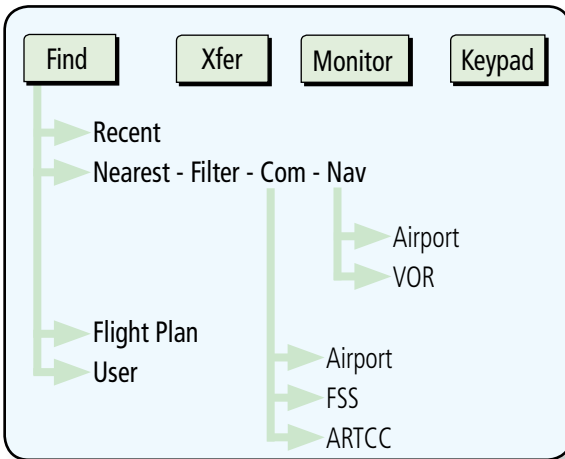 Find Xfer Monitor Keypad
Recent
Nearest - Filter - Com - Nav
Airport
VOR
Flight Plan
User
Airport
FSS
ARTCC